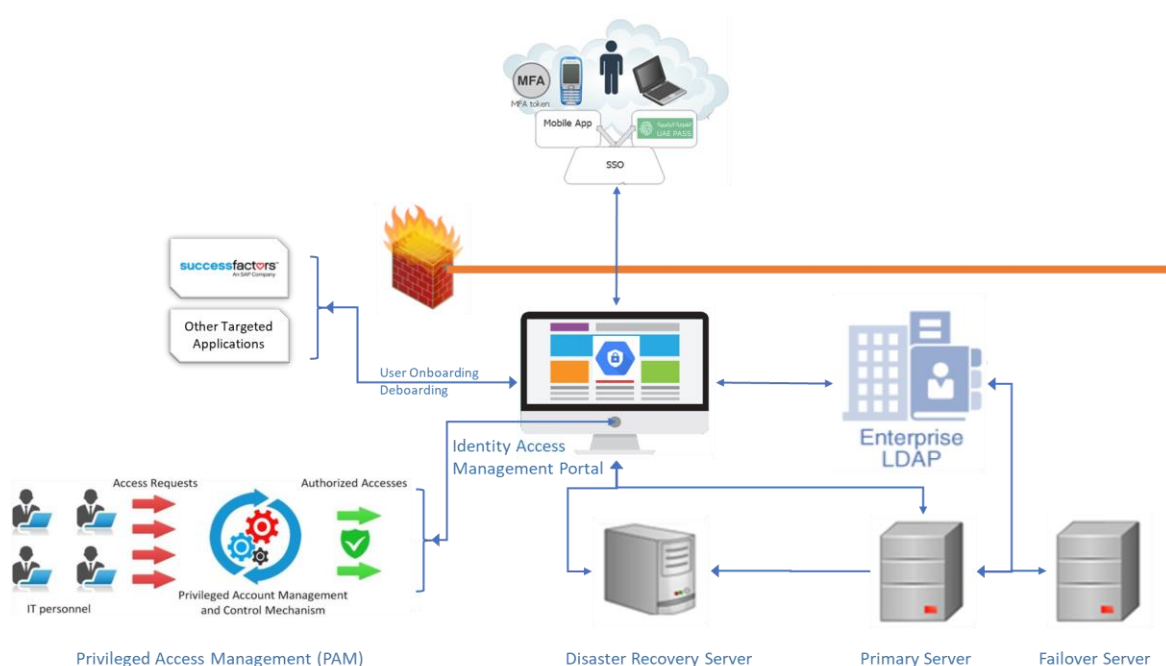 MFA
MFA token
Mobile App
UAE PASS
SSO
successfactors™
An SAP Company
Other Targeted
Applications
User Onboarding
Deboarding
Identity Access
Management Portal
Enterprise
LDAP
Access Requests
Authorized Accesses
IT personnel
Privileged Account Management
and Control Mechanism
Privileged Access Management (PAM)
Disaster Recovery Server
Primary Server
Failover Server